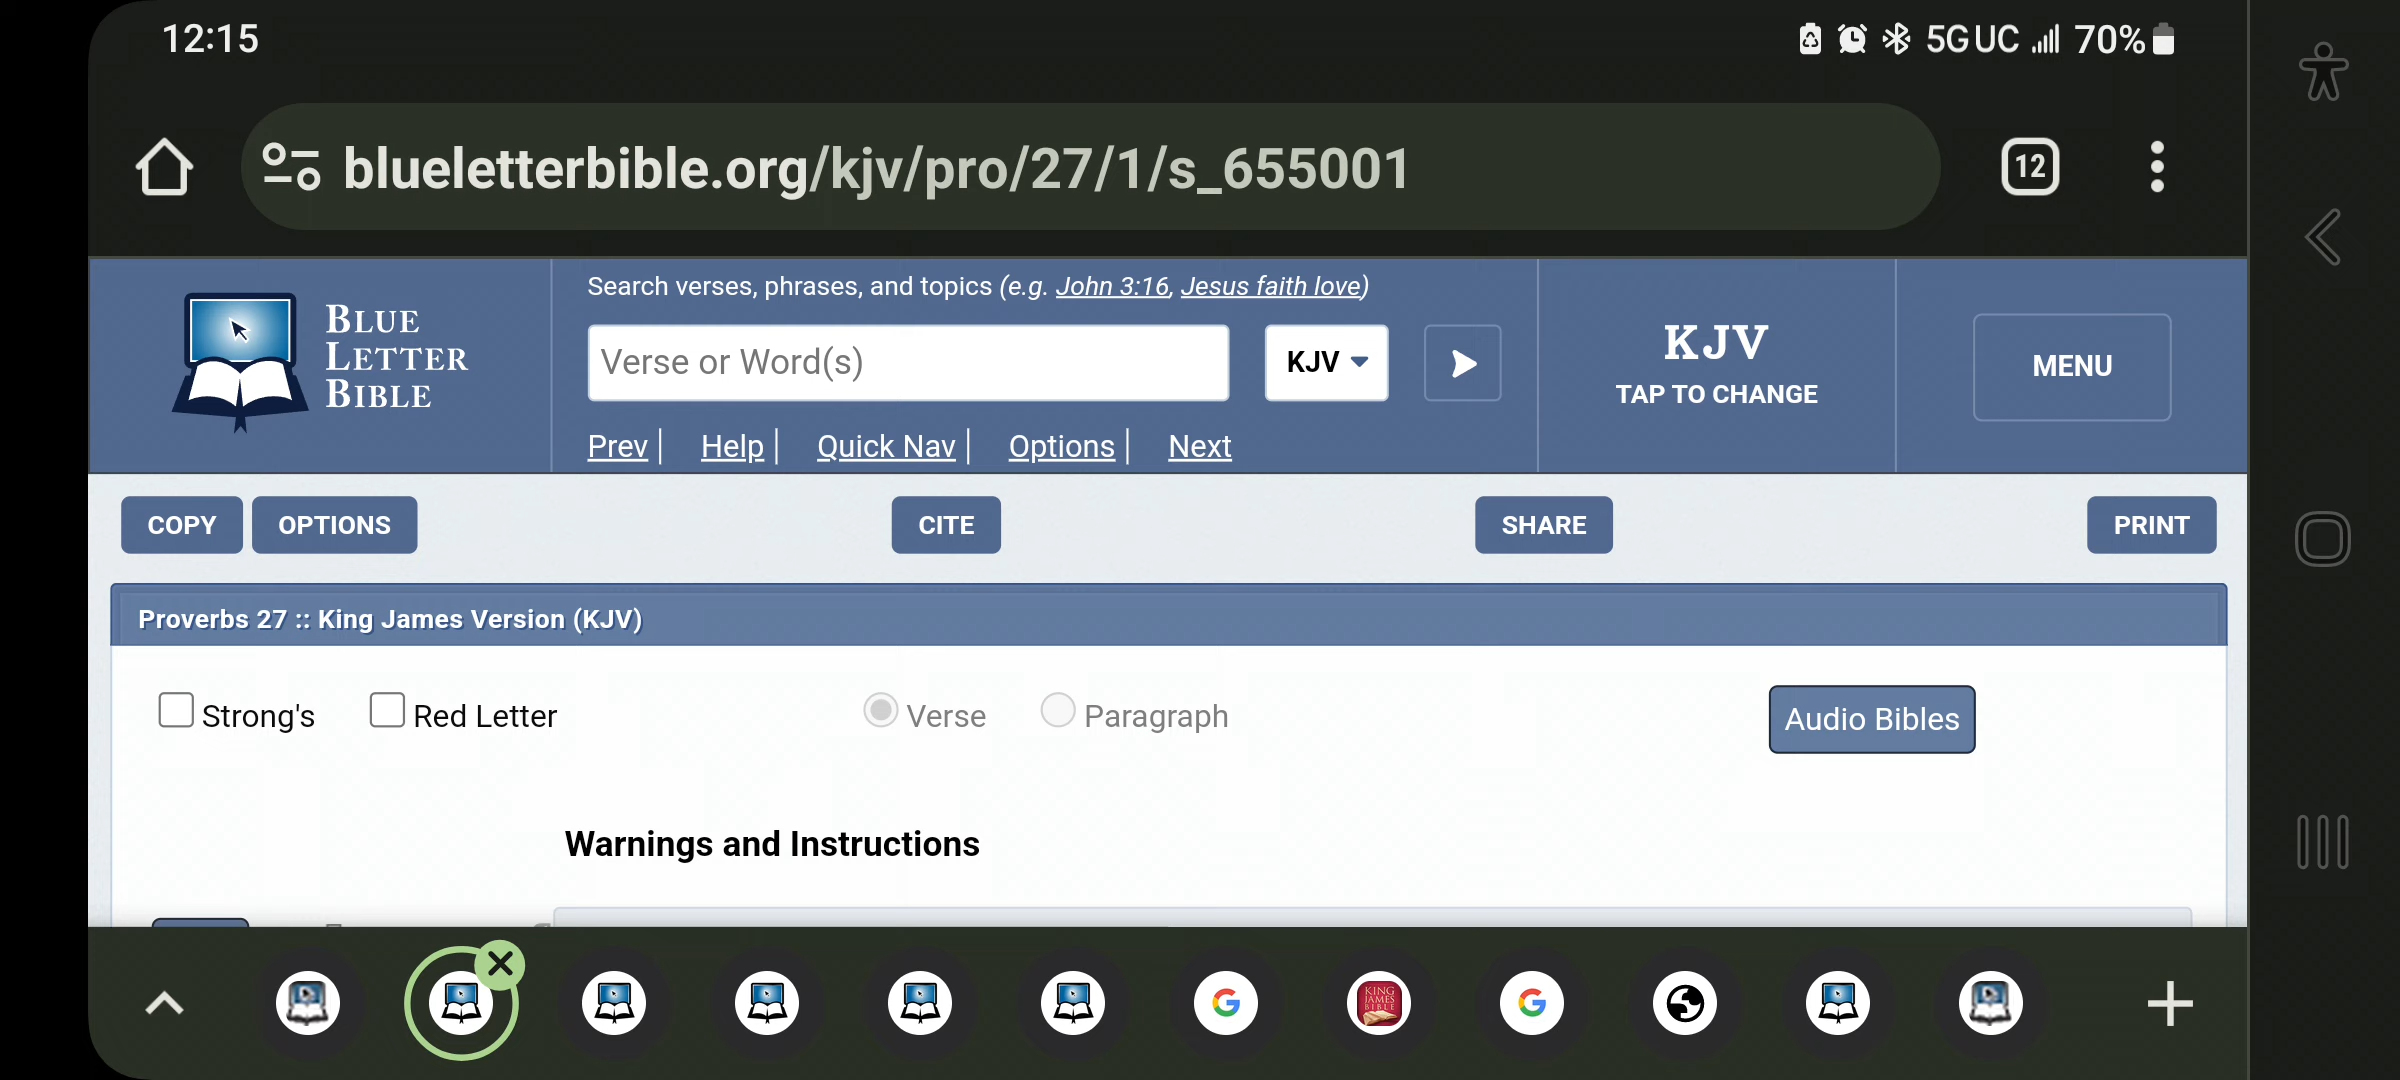 12:15
5G UC 70%
blueletterbible.org/kjv/pro/27/1/s_655001
12
BLUE
LETTER
BIBLE
Search verses, phrases, and topics (e.g. John 3:16, Jesus faith love)
Verse or Word(s)
KJV
Prev | Help | Quick Nav | Options | Next
KJV
TAP TO CHANGE
MENU
COPY OPTIONS CITE SHARE PRINT
Proverbs 27 :: King James Version (KJV)
Strong's Red Letter Verse Paragraph Audio Bibles
Warnings and Instructions
G KING JAMES BIBLE G